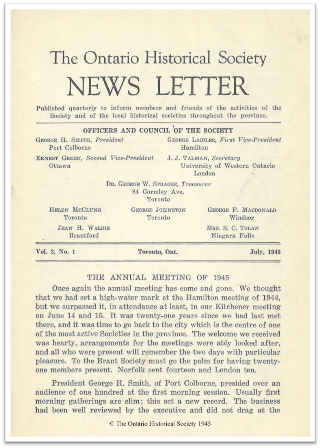 The Ontario Historical Society
NEWS LETTER
Published quarterly to inform members and friends of the activities of the
Society and of the local historical societies throughout the province.
OFFICERS AND COUNCIL OF THE SOCIETY
GEORGE H. SMITH, President
Port Colborne
GEORGE LAIDLER, First Vice-President
Hamilton
ERNEST GREEN, Second Vice-President
Ottawa
J. J. TALMAN, Secretary
University of Western Ontario
London
DR. GEORGE W. SPRAGGE, Treasurer
84 Gormley Ave.
Toronto
HELEN MCCLUNG
Toronto
GEORGE JOHNSTON
Toronto
GEORGE F. MACDONALD
Windsor
JEAN H. WALDIE
Brantford
MRS. S. C. TOLAN
Niagara Falls
Vol. 2, No. 1 Toronto, Ont. July, 1945
THE ANNUAL MEETING OF 1945
Once again the annual meeting has come and gone. We thought
that we had set a high-water mark at the Hamilton meeting of 1944,
but we surpassed it, in attendance at least, in our Kitchener meeting
on June 14 and 15. It was twenty-one years since we had last met
there, and it was time to go back to the city which is the centre of one
of the most active Societies in the province. The welcome we received
was hearty, arrangements for the meetings were ably looked after,
and all who were present will remember the two days with particular
pleasure. To the Brant Society must go the palm for having twenty-
one members present. Norfolk sent fourteen and London ten.
President George H. Smith, of Port Colborne, presided over an
audience of one hundred at the first morning session. Usually first
morning gatherings are slim; this set a new record. The business
had been well reviewed by the executive and did not drag at the
© The Ontario Historical Society 1945